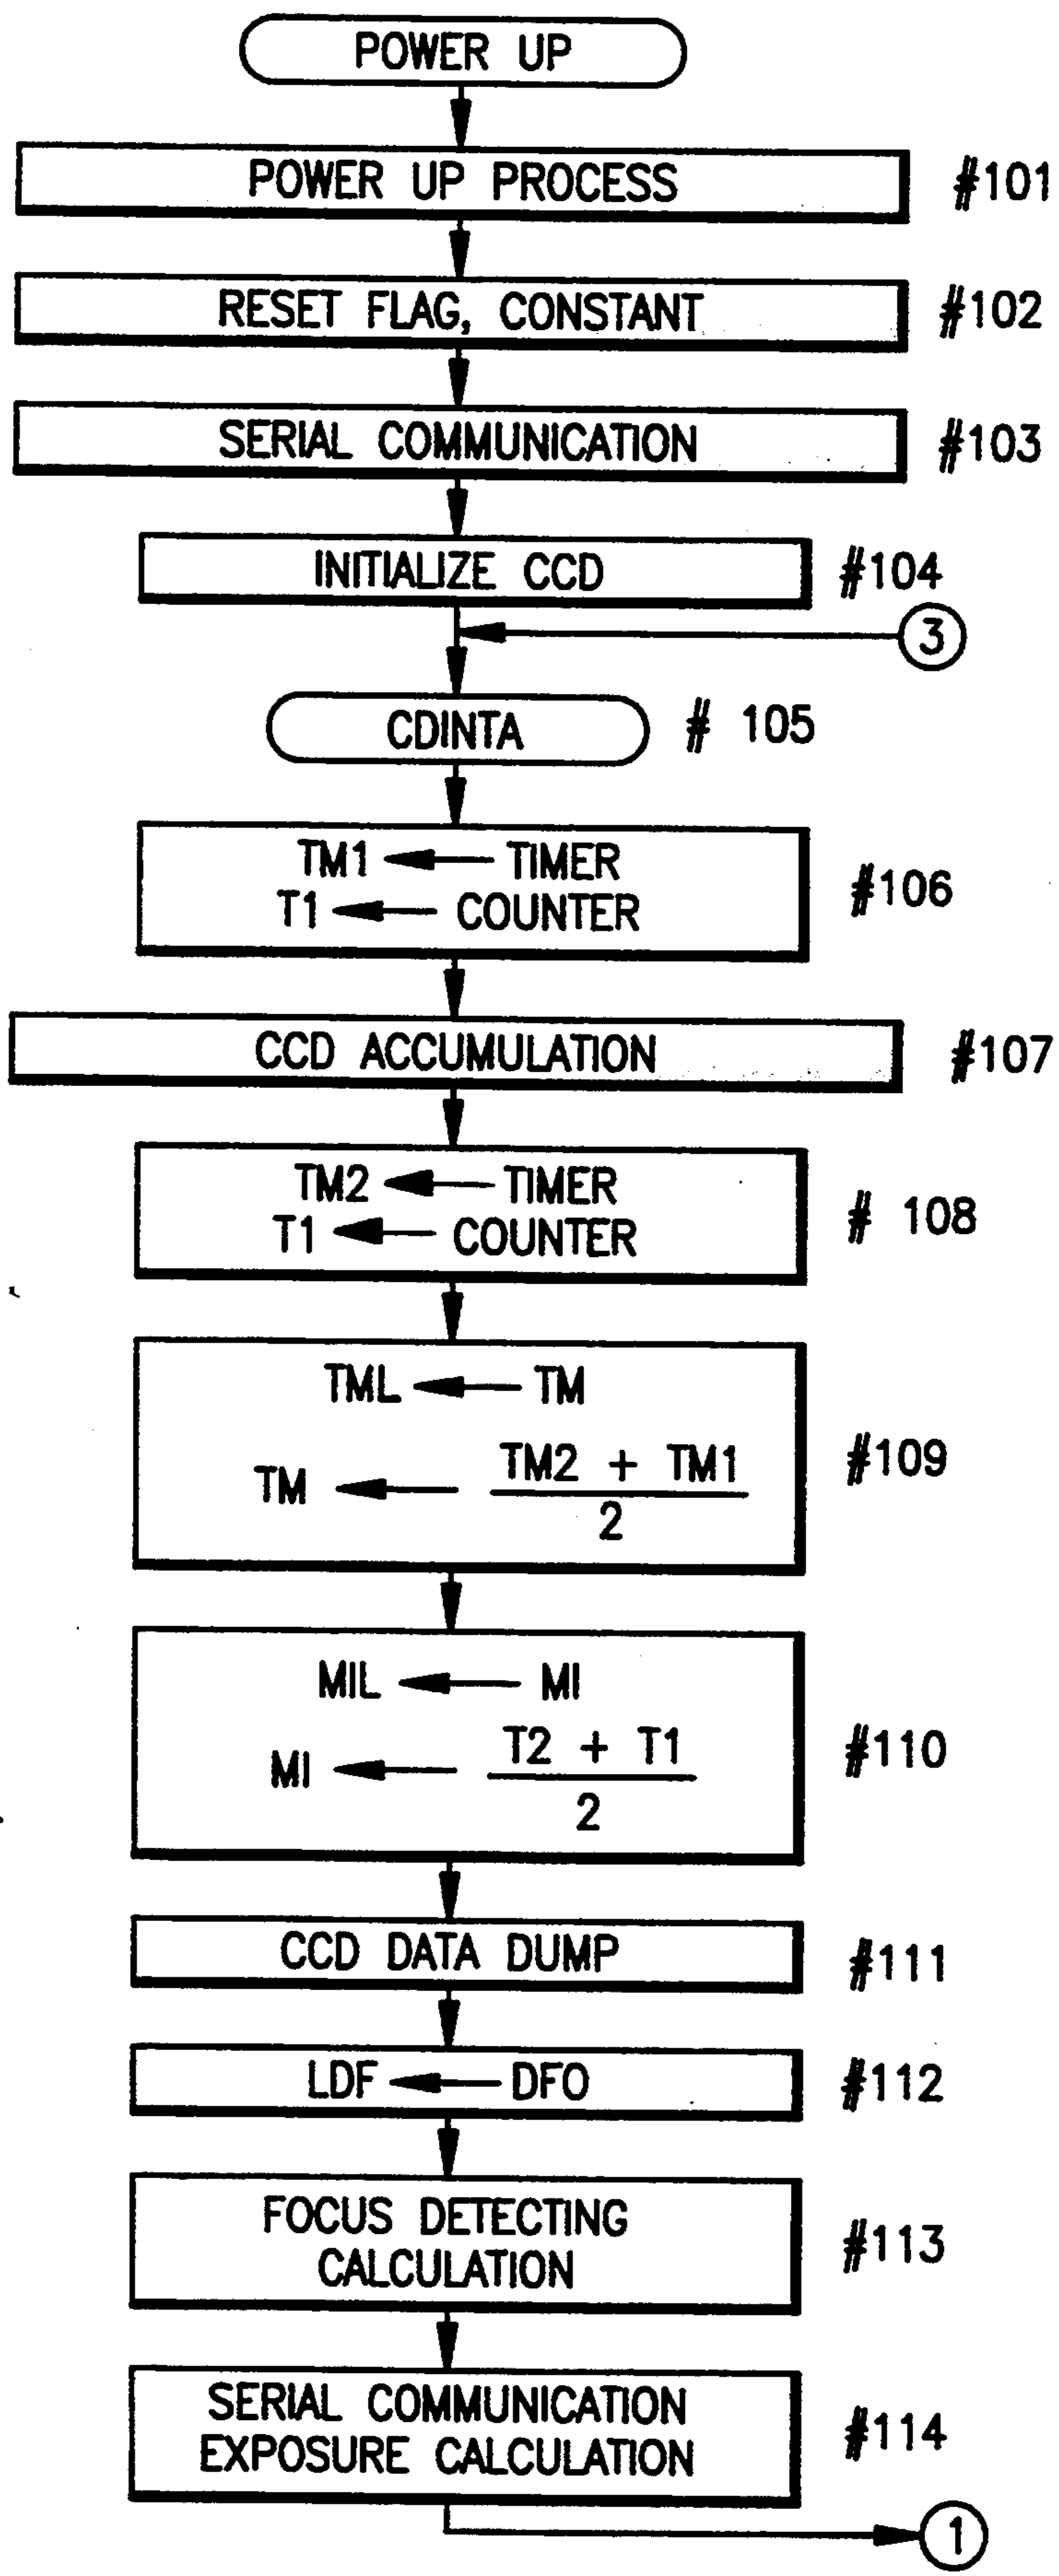 POWER UP
POWER UP PROCESS #101
RESET FLAG, CONSTANT #102
SERIAL COMMUNICATION #103
INITIALIZE CCD #104
3
CDINTA # 105
TM1 ← TIMER
T1 ← COUNTER
#106
CCD ACCUMULATION #107
TM2 ← TIMER
T1 ← COUNTER
# 108
TML ← TM
TM ← TM2 + TM1
2
#109
MIL ← MI
MI ← T2 + T1
2
#110
CCD DATA DUMP #111
LDF ← DFO #112
FOCUS DETECTING
CALCULATION
#113
SERIAL COMMUNICATION
EXPOSURE CALCULATION
#114
1